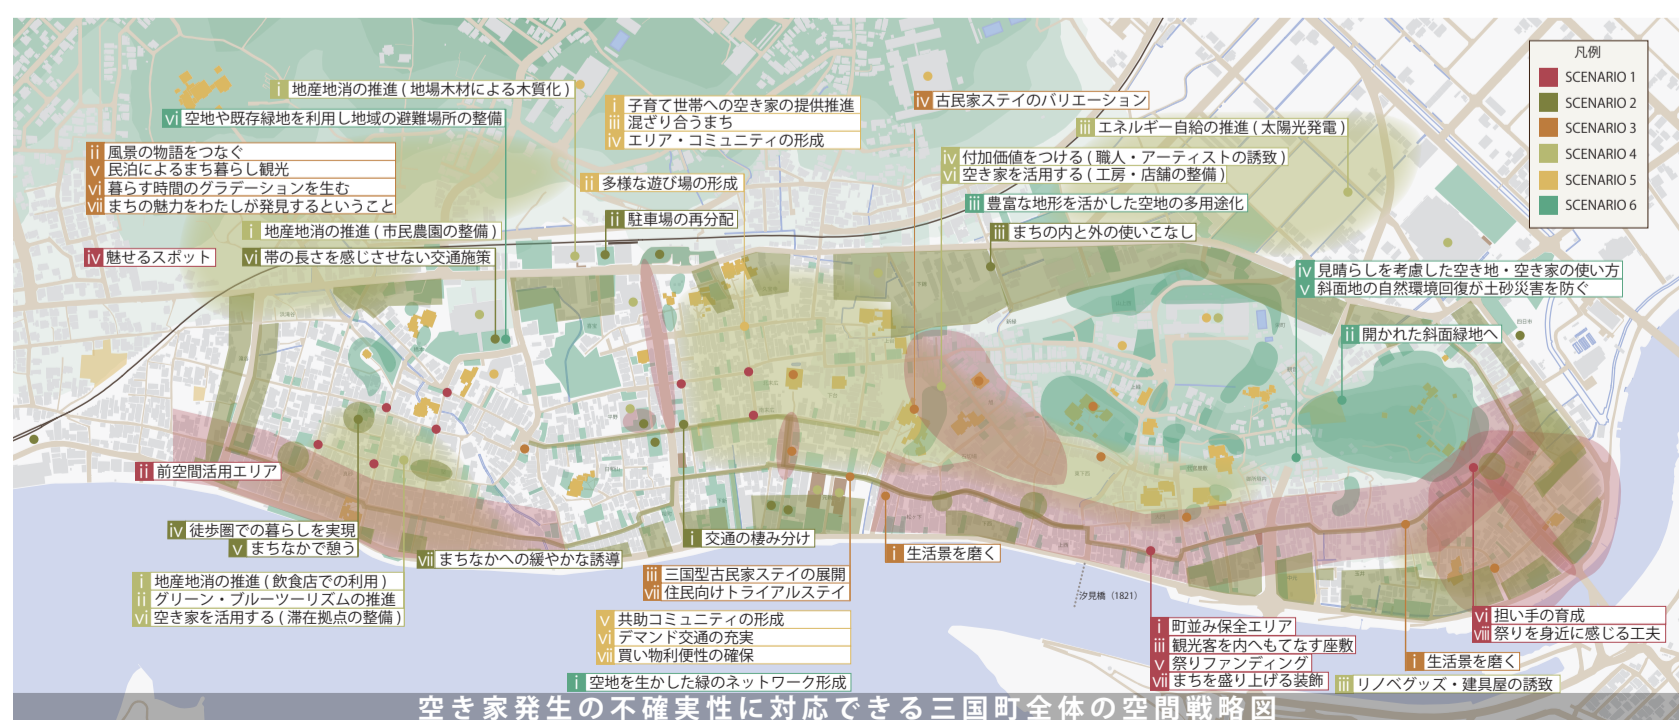 凡例
SCENARIO 1
SCENARIO 2
SCENARIO 3
SCENARIO 4
SCENARIO 5
SCENARIO 6
i 地産地消の推進 ( 地場木材による木質化 )
vi 空地や既存緑地を利用し地域の避難場所の整備
ii 風景の物語をつなぐ
v 民泊によるまち暮らし観光
vi 暮らす時間のグラデーションを生む
vii まちの魅力をわたしが発見するということ
i 地産地消の推進 ( 市民農園の整備 )
iv 魅せるスポット
vi 帯の長さを感じさせない交通施策
i 子育て世帯への空き家の提供推進
iii 混ざり合うまち
iv エリア・コミュニティの形成
ii 多様な遊び場の形成
ii 駐車場の再分配
iv 古民家ステイのバリエーション
iii エネルギー自給の推進 ( 太陽光発電 )
iv 付加価値をつける ( 職人・アーティストの誘致 )
vi 空き家を活用する ( 工房・店舗の整備 )
iii 豊富な地形を活かした空地の多用途化
iii まちの内と外の使いこなし
iv 見晴らしを考慮した空き地・空き家の使い方
v 斜面地の自然環境回復が土砂災害を防ぐ
ii 開かれた斜面緑地へ
ii 前空間活用エリア
iv 徒歩圏での暮らしを実現
v まちなかで憩う
vii まちなかへの緩やかな誘導
i 交通の棲み分け
i 生活景を磨く
i 地産地消の推進 ( 飲食店での利用 )
ii グリーン・ブルーツーリズムの推進
vi 空き家を活用する ( 滞在拠点の整備 )
iii 三国型古民家ステイの展開
vii 住民向けトライアルステイ
v 共助コミュニティの形成
vi デマンド交通の充実
vii 買い物利便性の確保
i 空地を生かした緑のネットワーク形成
汐見橋（1821）
i 町並み保全エリア
iii 観光客を内へもてなす座敷
v 祭りファンディング
vii まちを盛り上げる装飾
vi 担い手の育成
viii 祭りを身近に感じる工夫
i 生活景を磨く
iii リノベグッズ・建具屋の誘致
空き家発生の不確実性に対応できる三国町全体の空間戦略図